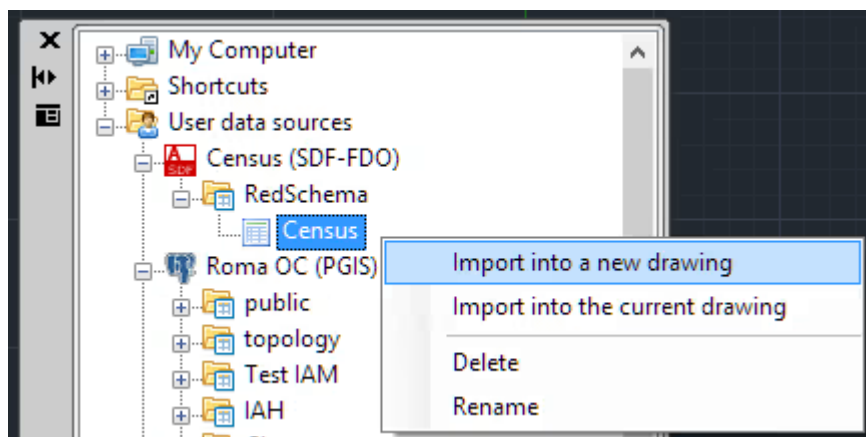 My Computer
Shortcuts
User data sources
A
SDF
Census (SDF-FDO)
RedSchema
Census
Import into a new drawing
Roma OC (PGIS)
public
Import into the current drawing
topology
Test IAM
Delete
IAH
Rename